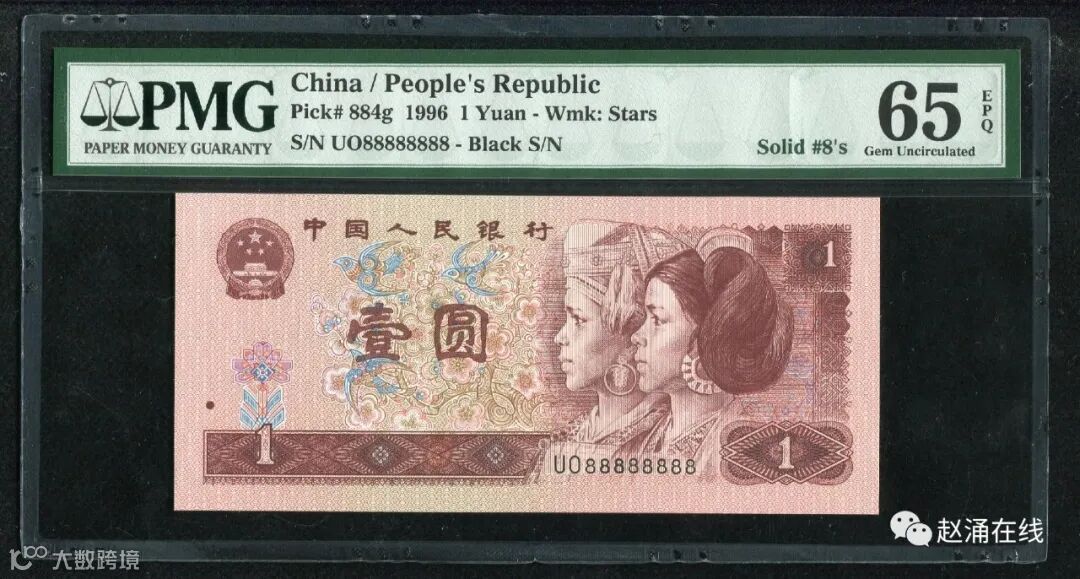 PMG
PAPER MONEY GUARANTY
China / People's Republic
Pick# 884g 1996 1 Yuan - Wmk: Stars
S/N UO88888888 - Black S/N
Solid #8's
65
EPQ
Gem Uncirculated
中国人民银行
1
壹圆
1
UO88888888
1
赵涌在线
大数跨境